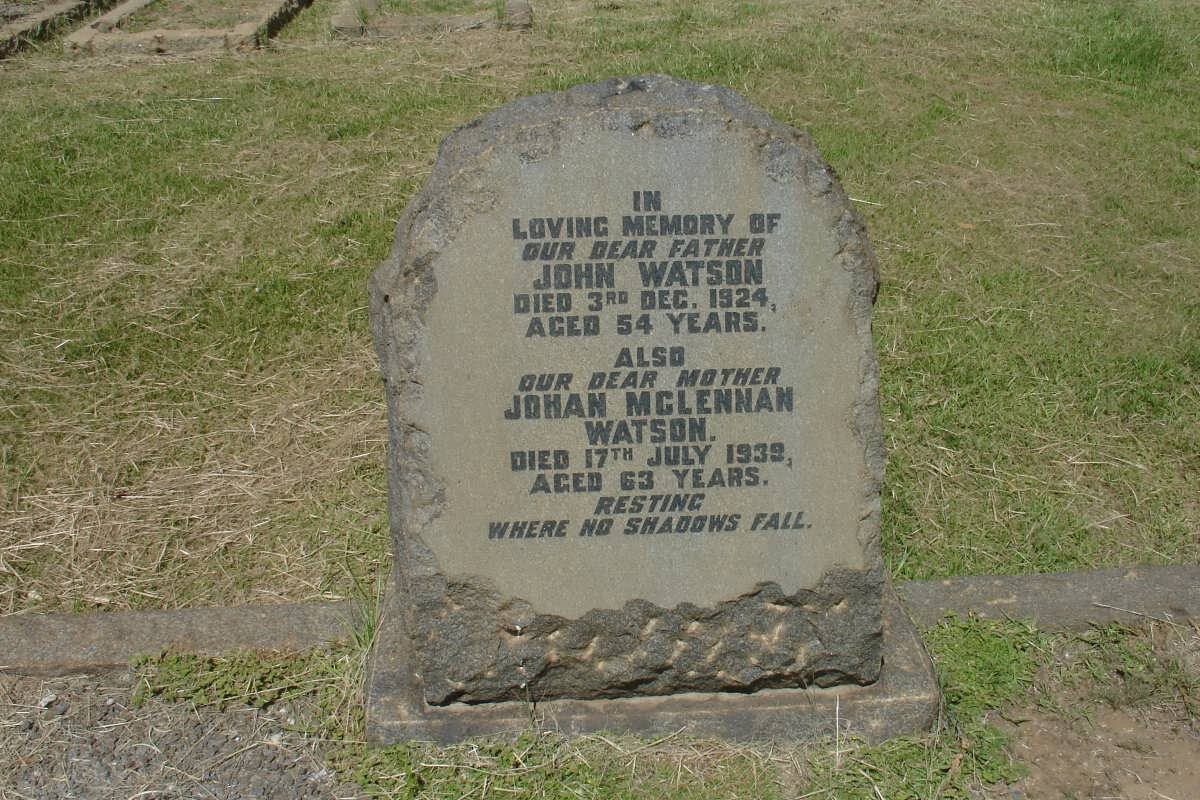 IN
LOVING MEMORY OF
OUR DEAR FATHER
JOHN WATSON
DIED 3RD DEC. 1924,
AGED 54 YEARS.
ALSO
OUR DEAR MOTHER
JOHAN MCLENNAN
WATSON.
DIED 17TH JULY 1939,
AGED 63 YEARS.
RESTING
WHERE NO SHADOWS FALL.